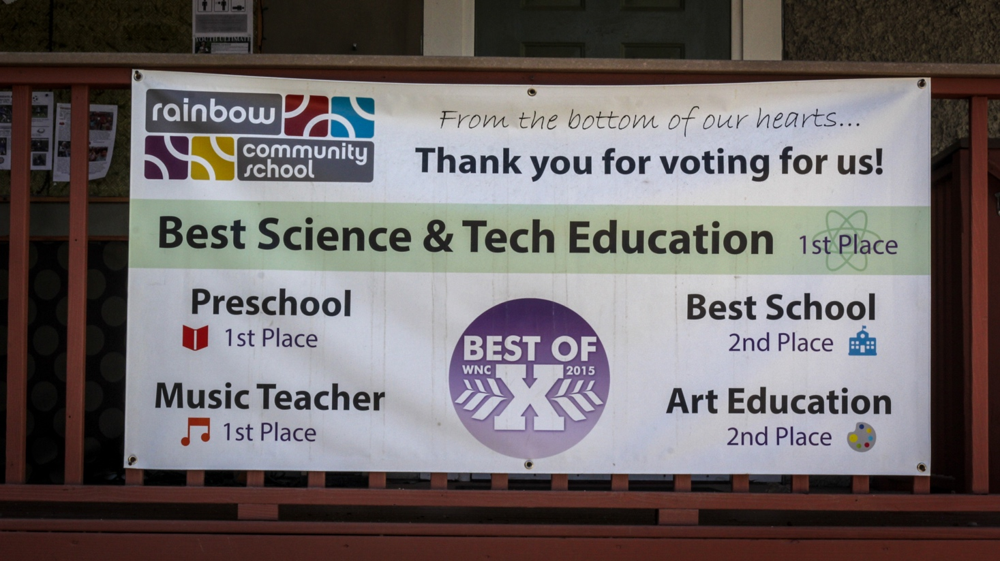 YOUTH ULTIMATE
rainbow
community
school
From the bottom of our hearts...
Thank you for voting for us!
Best Science & Tech Education 1st Place
Preschool
1st Place
Music Teacher
1st Place
BEST OF
WNC X 2015
Best School
2nd Place
Art Education
2nd Place